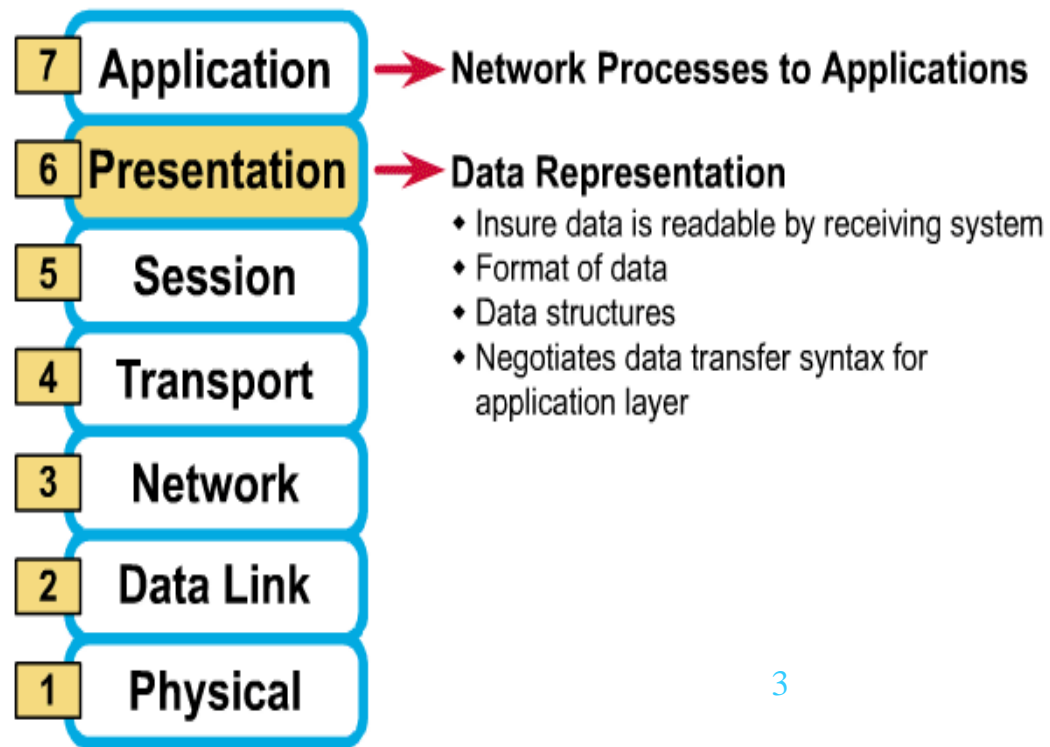 7 Application → Network Processes to Applications
6 Presentation → Data Representation
◆ Insure data is readable by receiving system
◆ Format of data
◆ Data structures
◆ Negotiates data transfer syntax for
application layer
5 Session
4 Transport
3 Network
2 Data Link
1 Physical
3